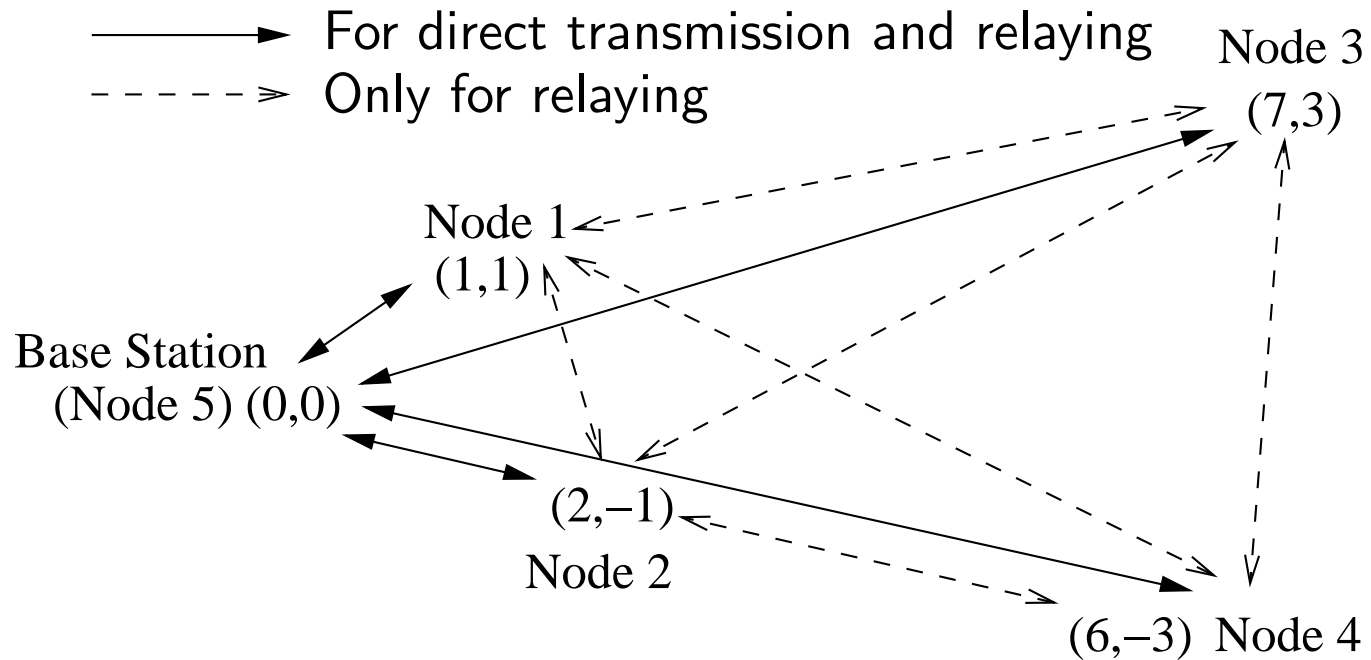 For direct transmission and relaying
Only for relaying
Node 3
(7,3)
Node 1
(1,1)
Base Station
(Node 5) (0,0)
(2,−1)
Node 2
(6,−3) Node 4